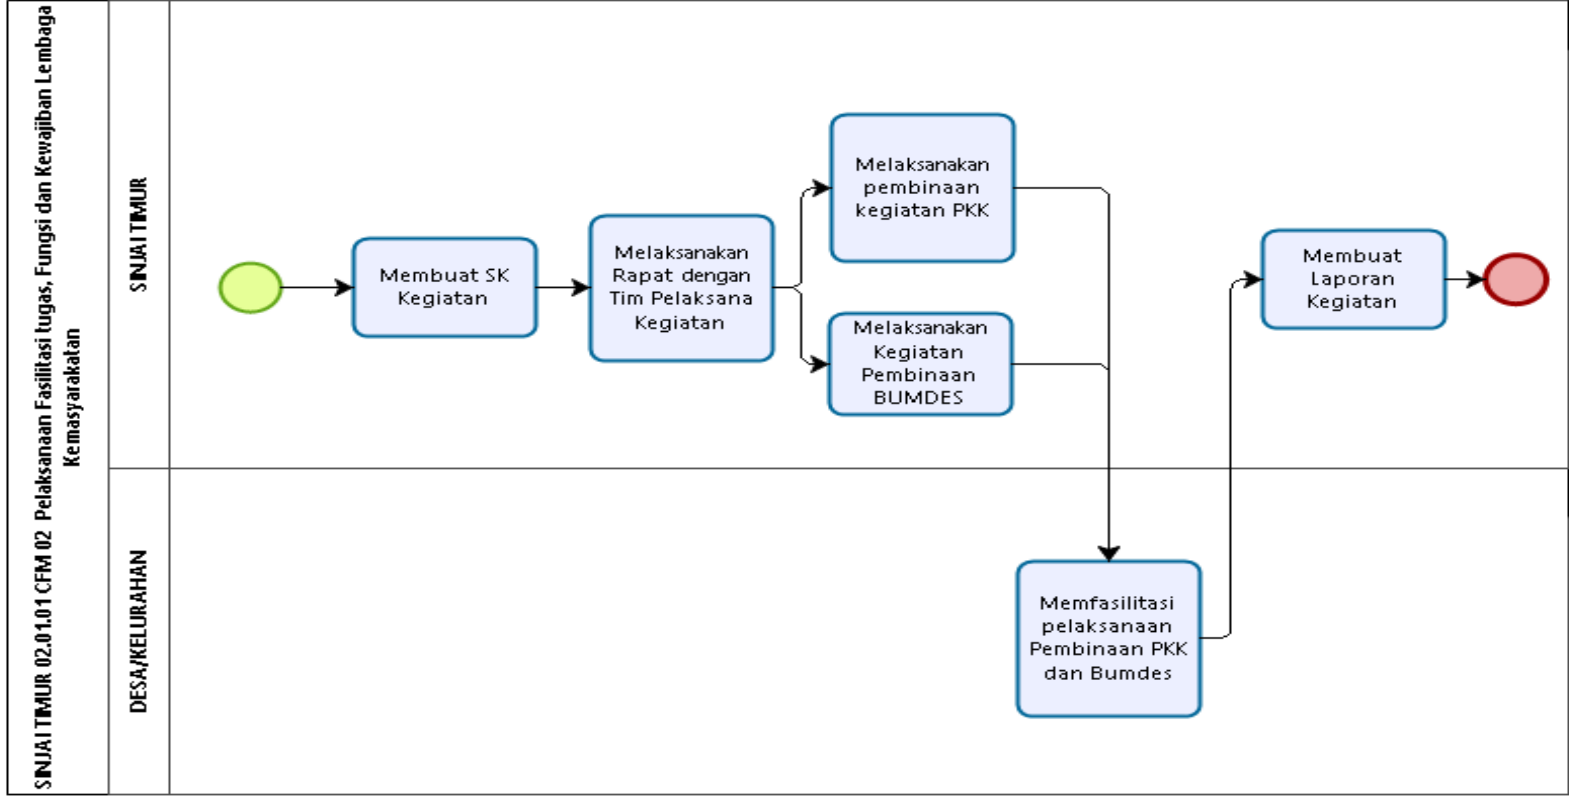 SINJAI TIMUR 02.01.01 CFM 02 Pelaksanaan Fasilitasi tugas, Fungsi dan Kewajiban Lembaga
Kemasyarakatan
SINJAI TIMUR
Membuat SK
Kegiatan
Melaksanakan
Rapat dengan
Tim Pelaksana
Kegiatan
Melaksanakan
pembinaan
kegiatan PKK
Melaksanakan
Kegiatan
Pembinaan
BUMDES
Membuat
Laporan
Kegiatan
DESA/KELURAHAN
Memfasilitasi
pelaksanaan
Pembinaan PKK
dan Bumdes